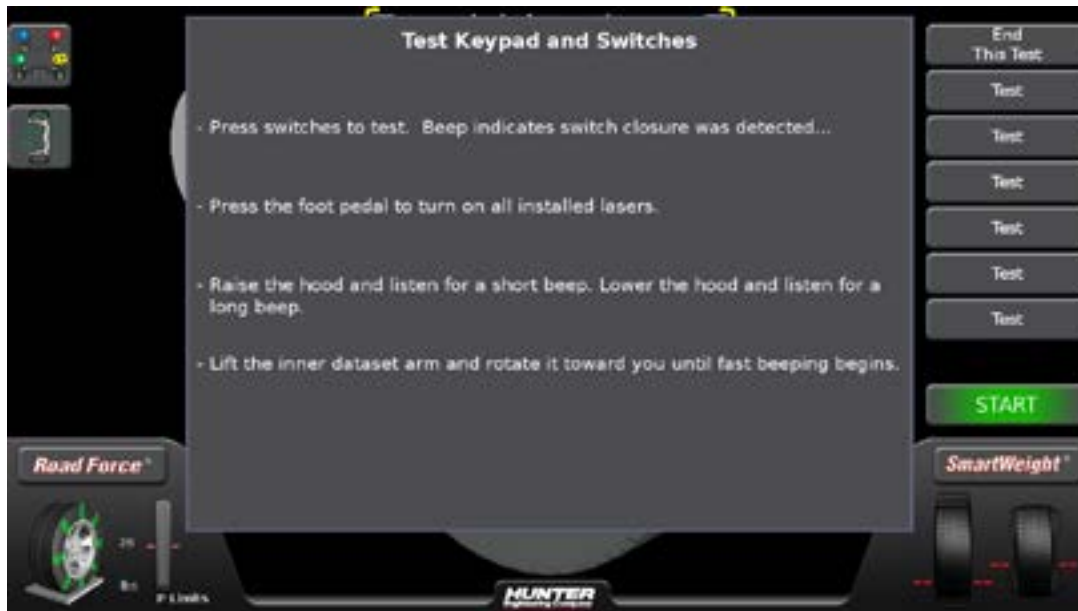 Test Keypad and Switches
End
This Test
Test
- Press switches to test.  Beep indicates switch closure was detected...
Test
Test
- Press the foot pedal to turn on all installed lasers.
Test
Test
- Raise the hood and listen for a short beep. Lower the hood and listen for a
long beep.
Test
- Lift the inner dataset arm and rotate it toward you until fast beeping begins.
START
Road Force®
SmartWeight®
HUNTER
Engineering Company